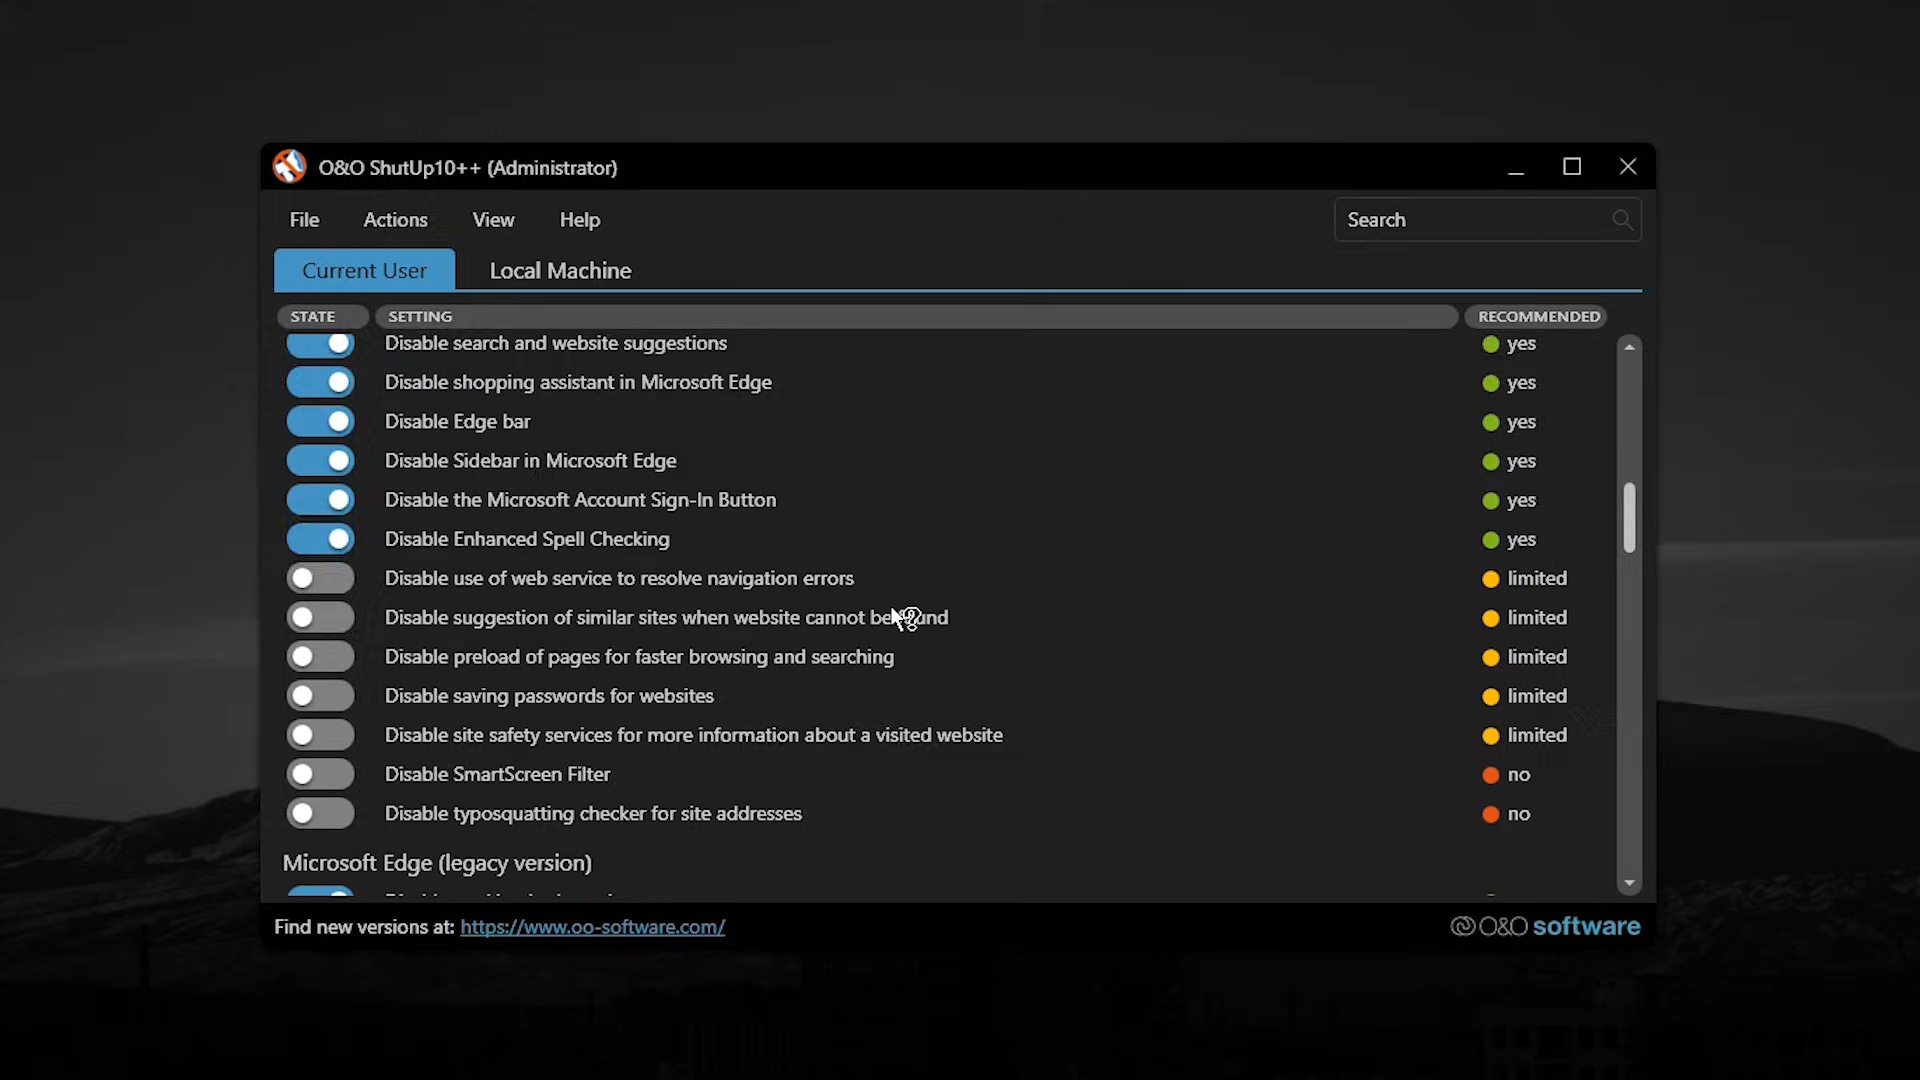 O&O ShutUp10++ (Administrator)
File Actions View Help Search
Current User Local Machine
STATE SETTING RECOMMENDED
Disable search and website suggestions yes
Disable shopping assistant in Microsoft Edge yes
Disable Edge bar yes
Disable Sidebar in Microsoft Edge yes
Disable the Microsoft Account Sign-In Button yes
Disable Enhanced Spell Checking yes
Disable use of web service to resolve navigation errors limited
Disable suggestion of similar sites when website cannot be found limited
Disable preload of pages for faster browsing and searching limited
Disable saving passwords for websites limited
Disable site safety services for more information about a visited website limited
Disable SmartScreen Filter no
Disable typosquatting checker for site addresses no
Microsoft Edge (legacy version)
Find new versions at: https://www.oo-software.com/ O&O software